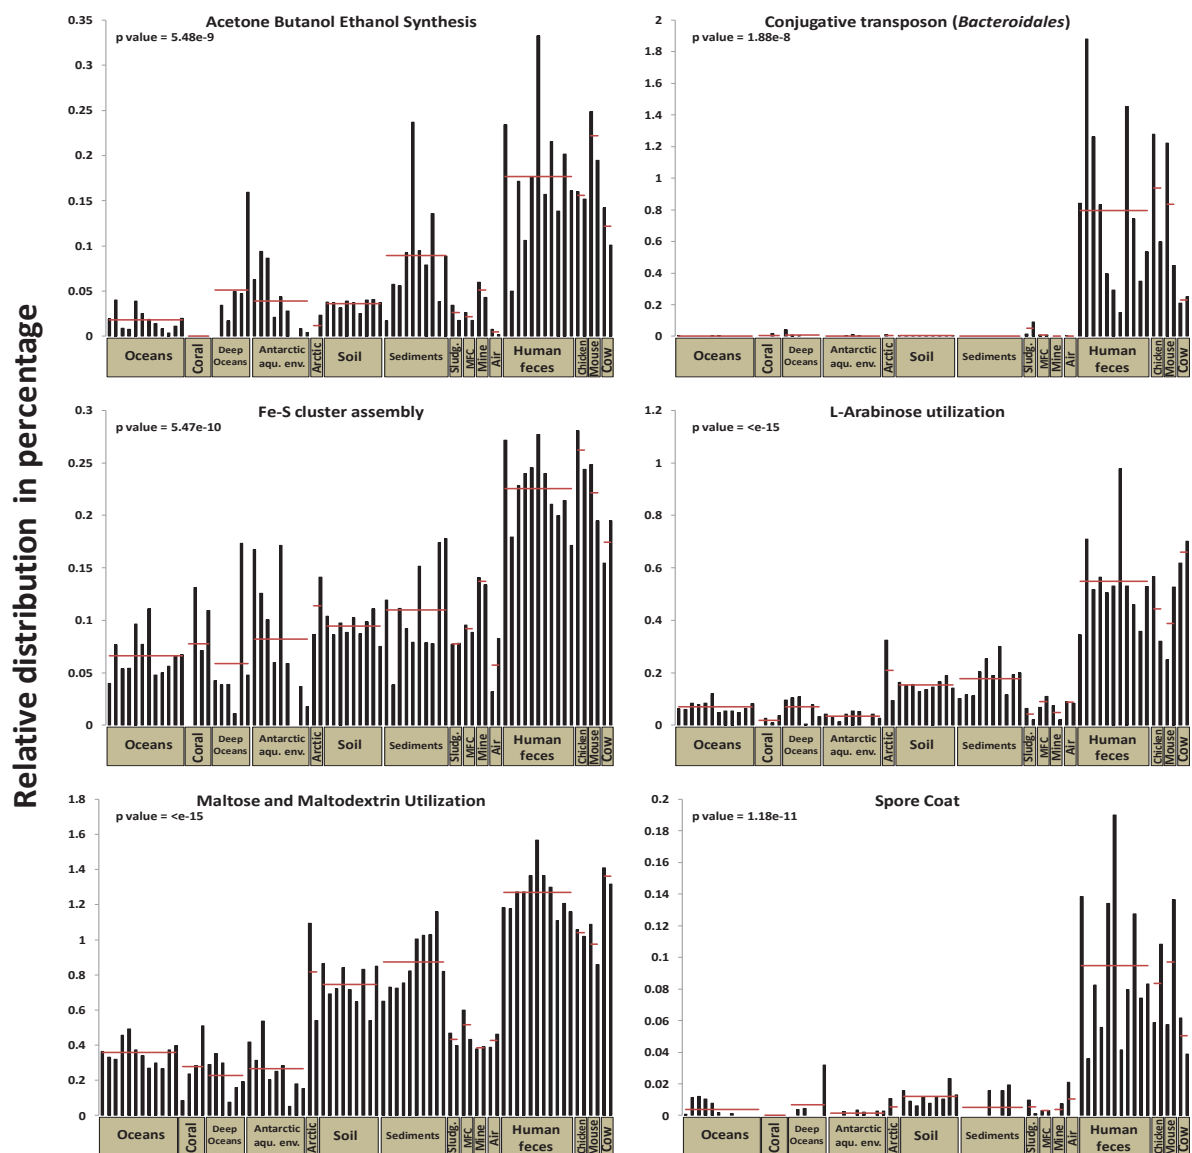 Relative distribution in percentage
Acetone Butanol Ethanol Synthesis
p value = 5.48e-9
0.35
0.3
0.25
0.2
0.15
0.1
0.05
0
Oceans
Coral
Deep
Oceans
Antarctic
aqu. env.
Arctic
Soil
Sediments
Sludg.
MFC
Mine
Air
Human
feces
Chicken
Mouse
Cow
Conjugative transposon (Bacteroidales)
p value = 1.88e-8
2
1.8
1.6
1.4
1.2
1
0.8
0.6
0.4
0.2
0
Oceans
Coral
Deep
Oceans
Antarctic
aqu. env.
Arctic
Soil
Sediments
Sludg.
MFC
Mine
Air
Human
feces
Chicken
Mouse
Cow
Fe-S cluster assembly
p value = 5.47e-10
0.3
0.25
0.2
0.15
0.1
0.05
0
Oceans
Coral
Deep
Oceans
Antarctic
aqu. env.
Arctic
Soil
Sediments
Sludg.
MFC
Mine
Air
Human
feces
Chicken
Mouse
Cow
L-Arabinose utilization
p value = <e-15
1.2
1
0.8
0.6
0.4
0.2
0
Oceans
Coral
Deep
Oceans
Antarctic
aqu. env.
Arctic
Soil
Sediments
Sludg.
MFC
Mine
Air
Human
feces
Chicken
Mouse
Cow
Maltose and Maltodextrin Utilization
p value = <e-15
1.8
1.6
1.4
1.2
1
0.8
0.6
0.4
0.2
0
Oceans
Coral
Deep
Oceans
Antarctic
aqu. env.
Arctic
Soil
Sediments
Sludg.
MFC
Mine
Air
Human
feces
Chicken
Mouse
Cow
Spore Coat
p value = 1.18e-11
0.2
0.18
0.16
0.14
0.12
0.1
0.08
0.06
0.04
0.02
0
Oceans
Coral
Deep
Oceans
Antarctic
aqu. env.
Arctic
Soil
Sediments
Sludg.
MFC
Mine
Air
Human
feces
Chicken
Mouse
Cow